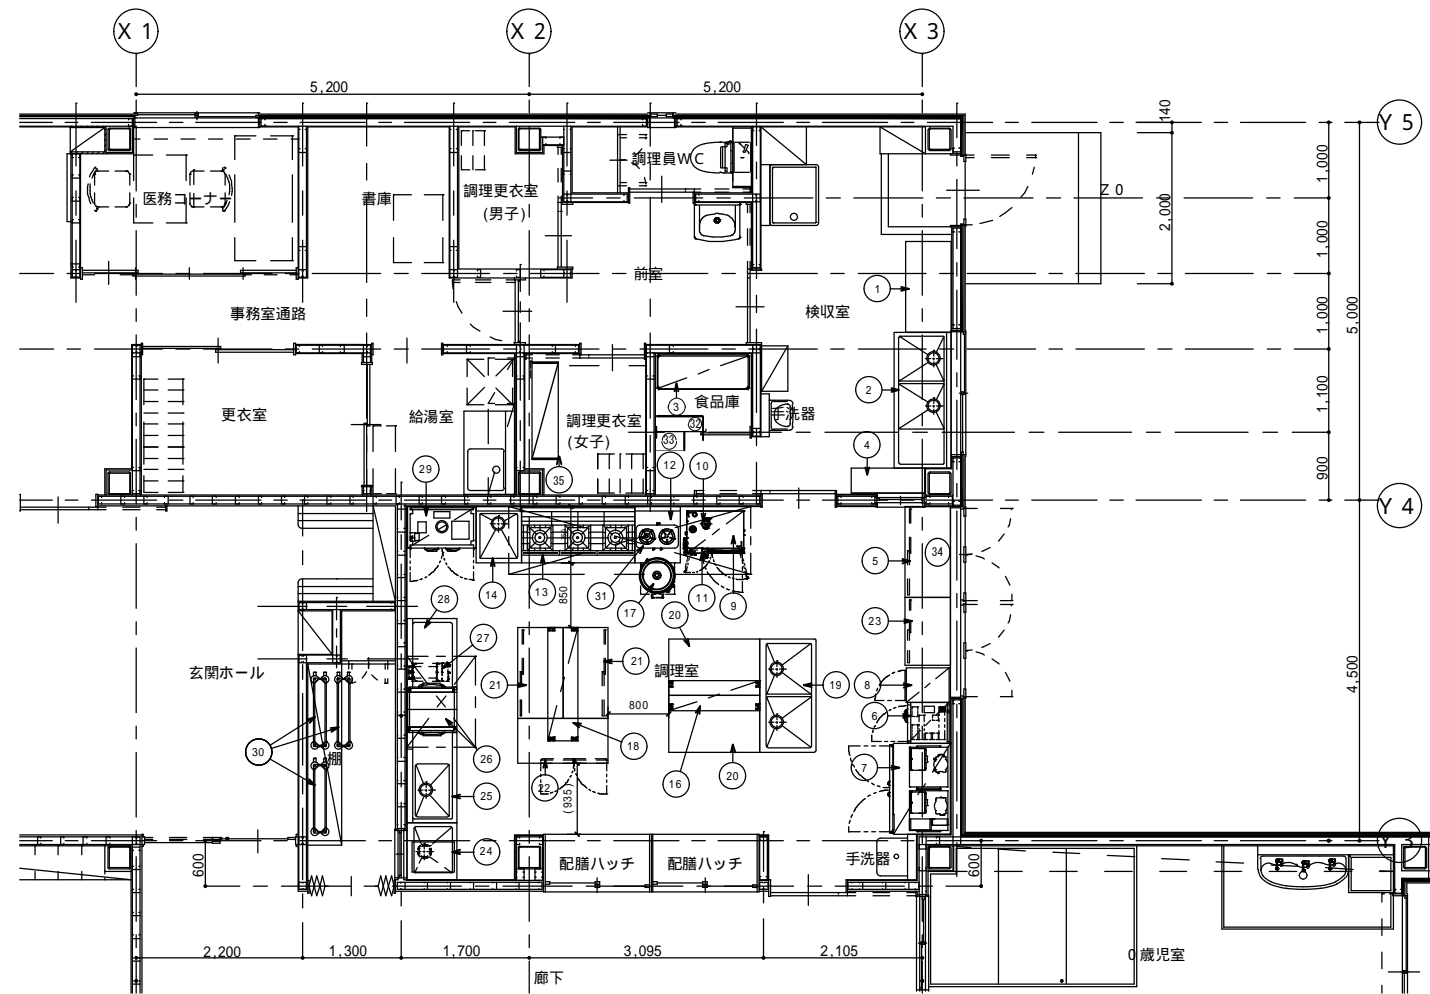 X 1
X 2
X 3
5,200
5,200
140
Y 5
1,000
2,000
Z 0
調理員WC
医務コーナー
書庫
調理更衣室
(男子)
1,000
前室
1
事務室通路
検収室
1,000
5,000
2
更衣室
給湯室
調理更衣室
(女子)
3
食品庫
32
手洗器
1,100
33
4
29
35
12
10
900
Y 4
34
5
14
13
850
31
17
11
9
28
20
23
27
玄関ホール
21
21
調理室
19
8
4,500
800
6
30
棚
26
18
16
20
7
22
25
(935)
24
配膳ハッチ
配膳ハッチ
手洗器
Y 3
600
600
2,200
1,300
1,700
3,095
2,105
廊下
0歳児室